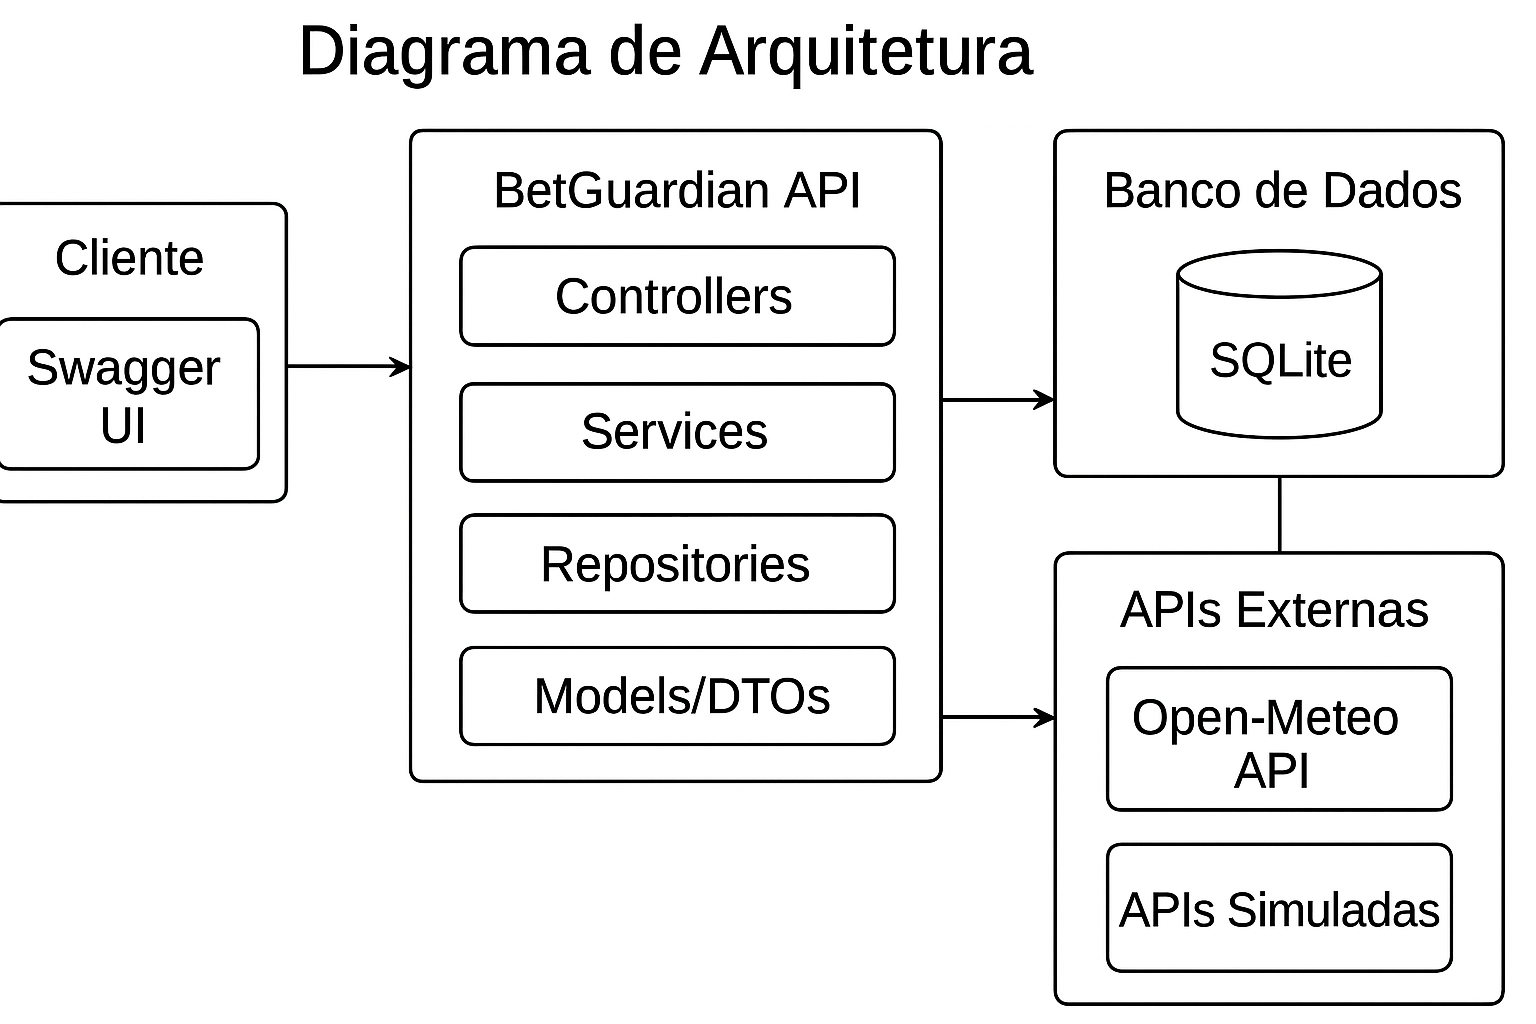 Diagrama de Arquitetura
Cliente
Swagger
UI
BetGuardian API
Controllers
Services
Repositories
Models/DTOs
Banco de Dados
SQLite
APIs Externas
Open-Meteo
API
APIs Simuladas